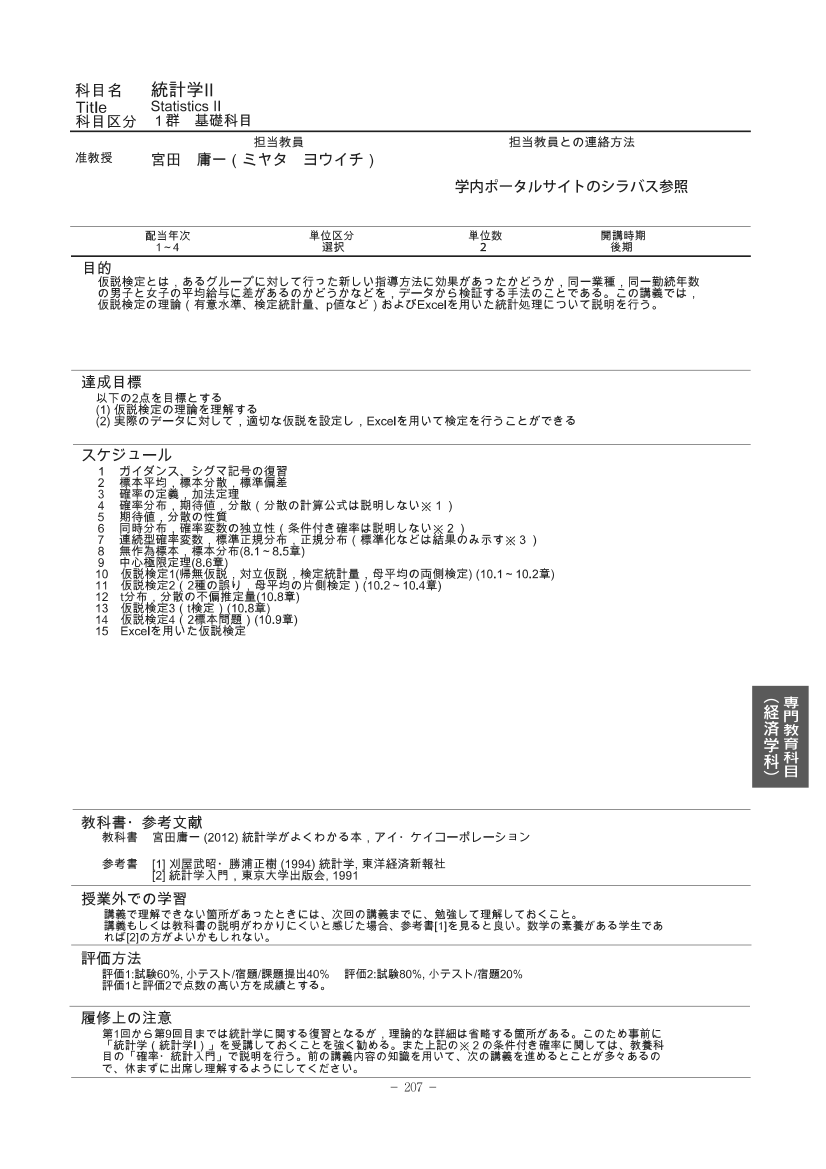 科目名　統計学II
Title　Statistics II
科目区分　１群　基礎科目
担当教員　担当教員との連絡方法
准教授　宮田　庸一（ミヤタ　ヨウイチ）
学内ポータルサイトのシラバス参照
配当年次　単位区分　単位数　開講時期
1～4　選択　2　後期
目的
仮説検定とは，あるグループに対して行った新しい指導方法に効果があったかどうか，同一業種，同一勤続年数
の男子と女子の平均給与に差があるのかどうかなどを，データから検証する手法のことである。この講義では，
仮説検定の理論（有意水準、検定統計量、p値など）およびExcelを用いた統計処理について説明を行う。
達成目標
以下の2点を目標とする
(1) 仮説検定の理論を理解する
(2) 実際のデータに対して，適切な仮説を設定し，Excelを用いて検定を行うことができる
スケジュール
1　ガイダンス、シグマ記号の復習
2　標本平均，標本分散，標準偏差
3　確率の定義，加法定理
4　確率分布，期待値，分散（分散の計算公式は説明しない※１）
5　期待値，分散の性質
6　同時分布，確率変数の独立性（条件付き確率は説明しない※２）
7　連続型確率変数，標準正規分布，正規分布（標準化などは結果のみ示す※３）
8　無作為標本，標本分布(8.1～8.5章)
9　中心極限定理(8.6章)
10　仮説検定1(帰無仮説，対立仮説，検定統計量，母平均の両側検定) (10.1～10.2章)
11　仮説検定2（2種の誤り，母平均の片側検定）(10.2～10.4章)
12　t分布，分散の不偏推定量(10.8章)
13　仮説検定3（t検定）(10.8章)
14　仮説検定4（2標本問題）(10.9章)
15　Excelを用いた仮説検定
専門教育科目
（経済学科）
教科書・参考文献
教科書　宮田庸一 (2012) 統計学がよくわかる本，アイ・ケイコーポレーション
参考書　[1] 刈屋武昭・勝浦正樹 (1994) 統計学, 東洋経済新報社
[2] 統計学入門，東京大学出版会, 1991
授業外での学習
講義で理解できない箇所があったときには、次回の講義までに、勉強して理解しておくこと。
講義もしくは教科書の説明がわかりにくいと感じた場合、参考書[1]を見ると良い。数学の素養がある学生であ
れば[2]の方がよいかもしれない。
評価方法
評価1:試験60%, 小テスト/宿題/課題提出40%　評価2:試験80%, 小テスト/宿題20%
評価1と評価2で点数の高い方を成績とする。
履修上の注意
第1回から第9回目までは統計学に関する復習となるが，理論的な詳細は省略する箇所がある。このため事前に
「統計学（統計学I）」を受講しておくことを強く勧める。また上記の※２の条件付き確率に関しては、教養科
目の「確率・統計入門」で説明を行う。前の講義内容の知識を用いて、次の講義を進めるとことが多々あるの
で、休まずに出席し理解するようにしてください。
－ 207 －